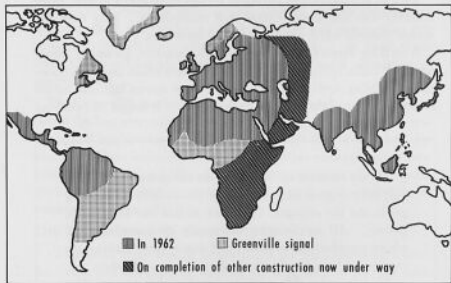 In 1962
Greenville signal
On completion of other construction now under way